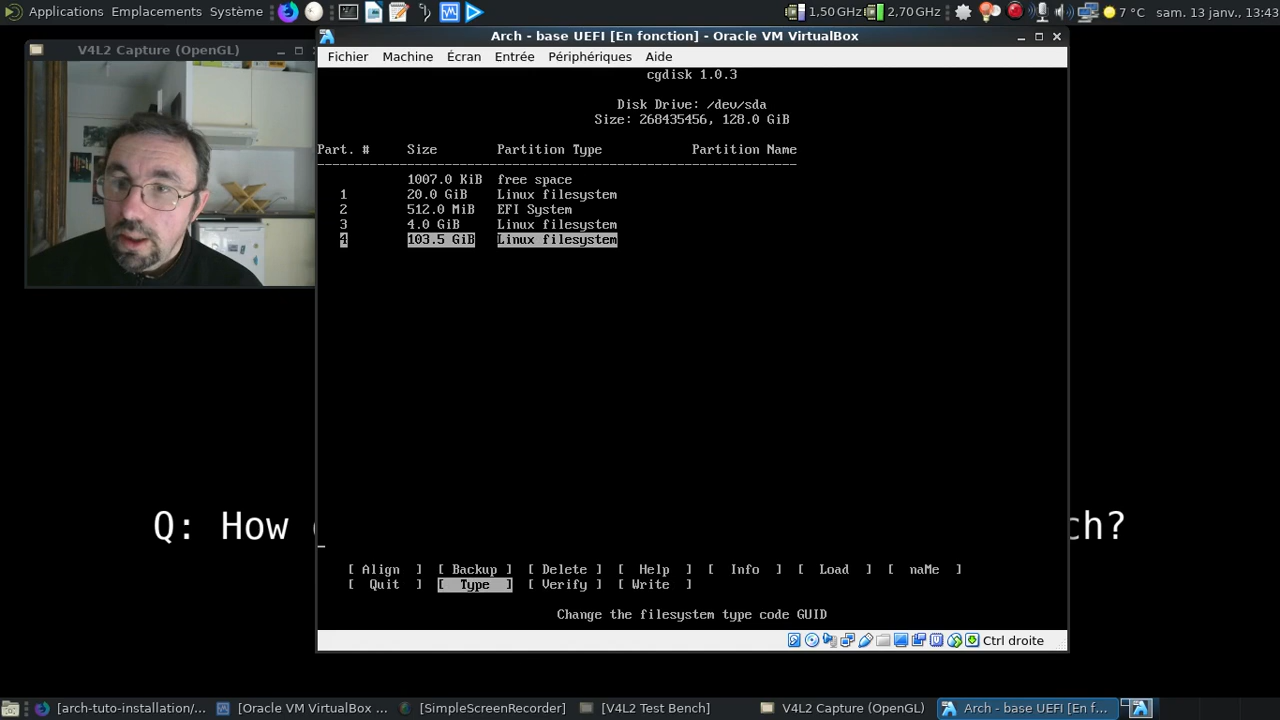 Applications Emplacements Système 1,50 GHz 2,70 GHz 7 °C sam. 13 janv., 13:43
V4L2 Capture (OpenGL)
Arch - base UEFI [En fonction] - Oracle VM VirtualBox
Fichier Machine Écran Entrée Périphériques Aide
cgdisk 1.0.3
Disk Drive: /dev/sda
Size: 268435456, 128.0 GiB
Part. # Size Partition Type Partition Name
----------------------------------------------------------------
1007.0 KiB free space
1 20.0 GiB Linux filesystem
2 512.0 MiB EFI System
3 4.0 GiB Linux filesystem
4 103.5 GiB Linux filesystem
Q: How ch?
[ Align ] [ Backup ] [ Delete ] [ Help ] [ Info ] [ Load ] [ naMe ]
[ Quit ] [ Type ] [ Verify ] [ Write ]
Change the filesystem type code GUID
Ctrl droite
[arch-tuto-installation/... [Oracle VM VirtualBox ... [SimpleScreenRecorder] [V4L2 Test Bench] V4L2 Capture (OpenGL) Arch - base UEFI [En f...